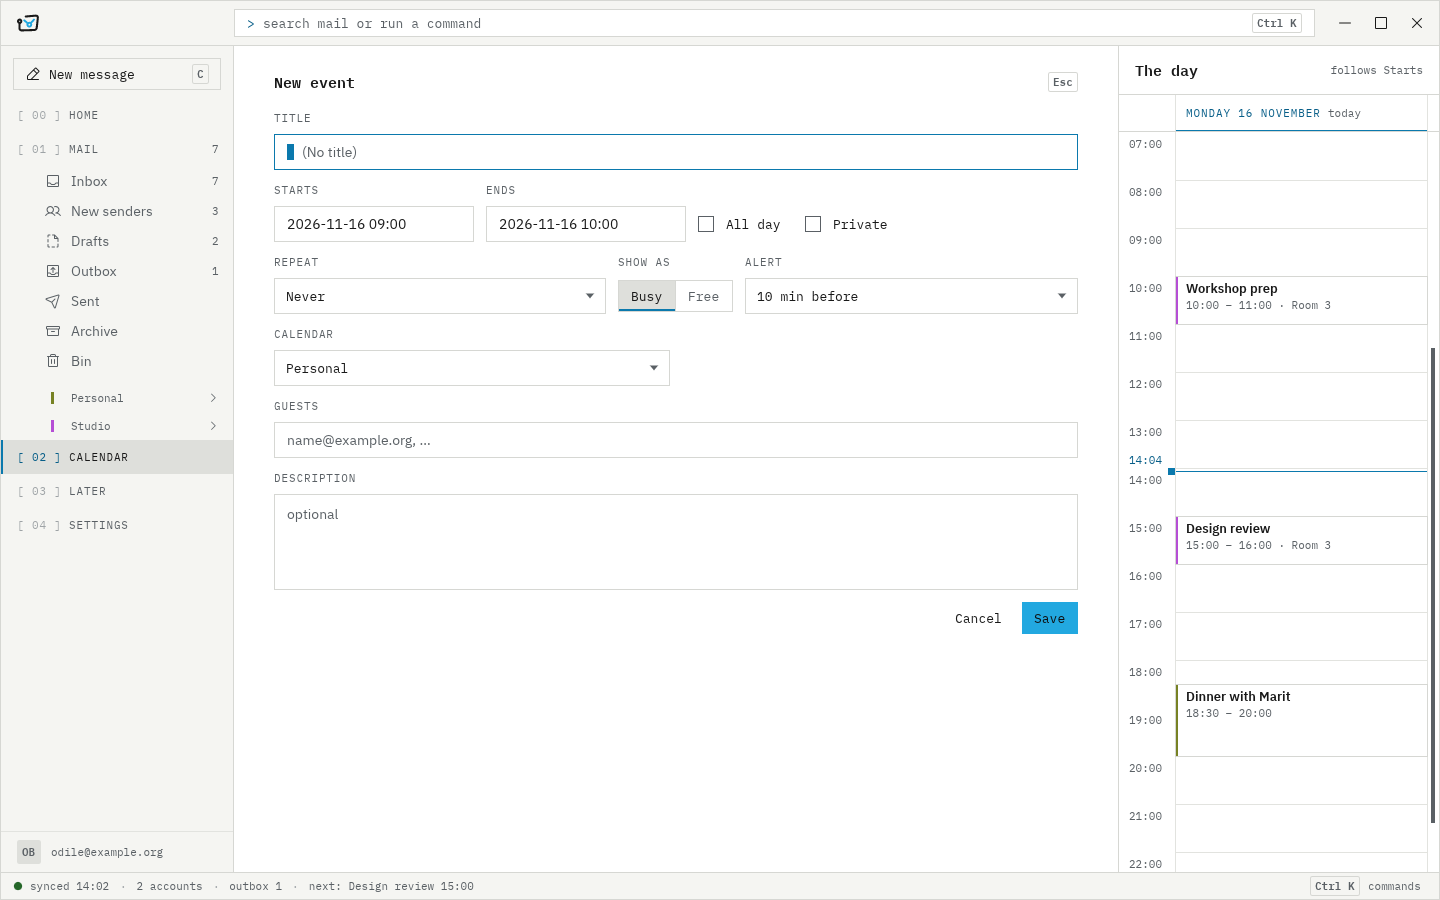 > search mail or run a command Ctrl K
New message C
[ 00 ] HOME
[ 01 ] MAIL 7
Inbox 7
New senders 3
Drafts 2
Outbox 1
Sent
Archive
Bin
Personal
Studio
[ 02 ] CALENDAR
[ 03 ] LATER
[ 04 ] SETTINGS
OB odile@example.org
New event Esc
TITLE
(No title)
STARTS ENDS
2026-11-16 09:00 2026-11-16 10:00 All day Private
REPEAT SHOW AS ALERT
Never Busy Free 10 min before
CALENDAR
Personal
GUESTS
name@example.org, ...
DESCRIPTION
optional
Cancel Save
The day follows Starts
MONDAY 16 NOVEMBER today
07:00
08:00
09:00
10:00 Workshop prep
10:00 – 11:00 · Room 3
11:00
12:00
13:00
14:04
14:00
15:00 Design review
15:00 – 16:00 · Room 3
16:00
17:00
18:00
Dinner with Marit
18:30 – 20:00
19:00
20:00
21:00
22:00
synced 14:02 · 2 accounts · outbox 1 · next: Design review 15:00 Ctrl K commands